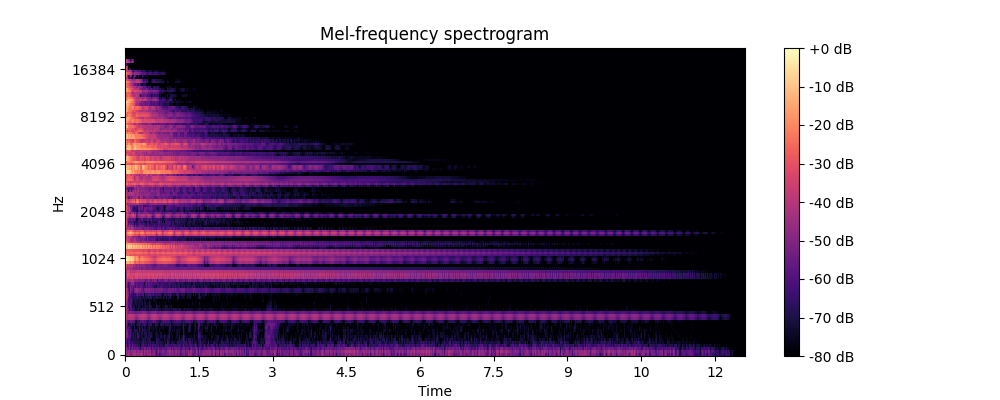 Mel-frequency spectrogram
Hz
16384
8192
4096
2048
1024
512
0
0 1.5 3 4.5 6 7.5 9 10 12
Time
+0 dB
-10 dB
-20 dB
-30 dB
-40 dB
-50 dB
-60 dB
-70 dB
-80 dB